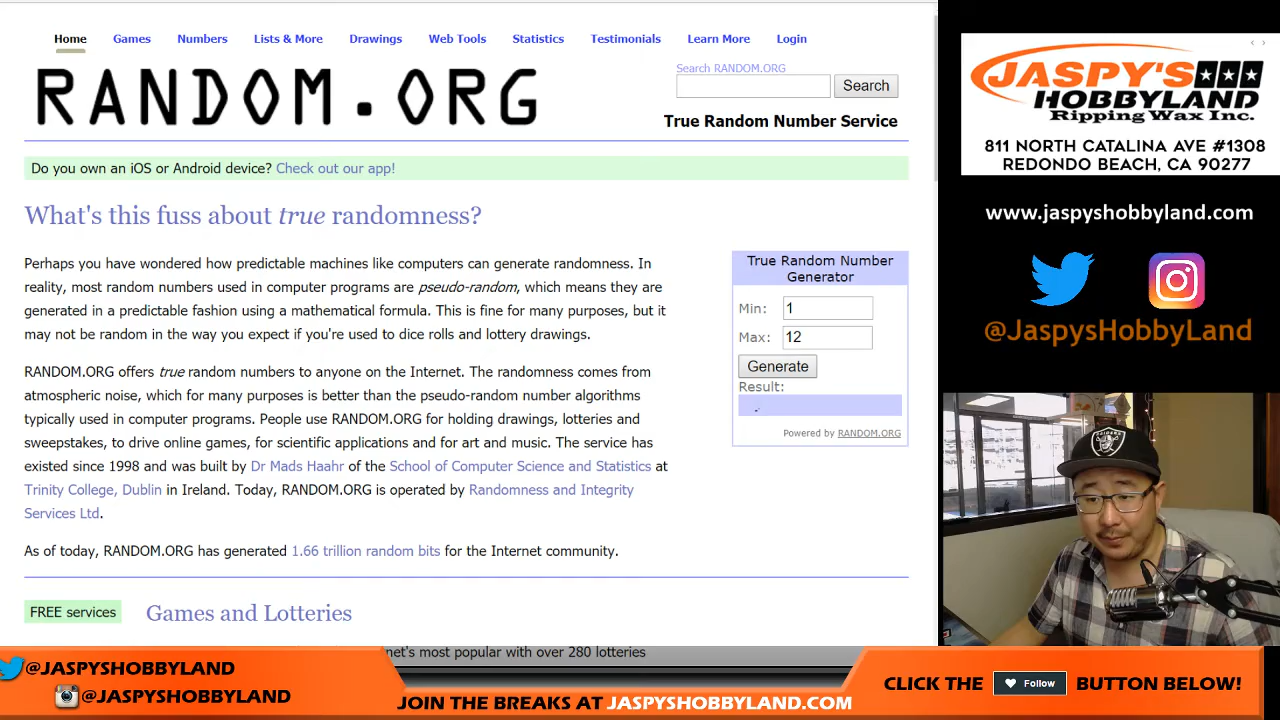 Home Games Numbers Lists & More Drawings Web Tools Statistics Testimonials Learn More Login
RANDOM.ORG
Search RANDOM.ORG
Search
True Random Number Service
Do you own an iOS or Android device? Check out our app!
What's this fuss about true randomness?
Perhaps you have wondered how predictable machines like computers can generate randomness. In
reality, most random numbers used in computer programs are pseudo-random, which means they are
generated in a predictable fashion using a mathematical formula. This is fine for many purposes, but it
may not be random in the way you expect if you're used to dice rolls and lottery drawings.
RANDOM.ORG offers true random numbers to anyone on the Internet. The randomness comes from
atmospheric noise, which for many purposes is better than the pseudo-random number algorithms
typically used in computer programs. People use RANDOM.ORG for holding drawings, lotteries and
sweepstakes, to drive online games, for scientific applications and for art and music. The service has
existed since 1998 and was built by Dr Mads Haahr of the School of Computer Science and Statistics at
Trinity College, Dublin in Ireland. Today, RANDOM.ORG is operated by Randomness and Integrity
Services Ltd.
As of today, RANDOM.ORG has generated 1.66 trillion random bits for the Internet community.
True Random Number
Generator
Min: 1
Max: 12
Generate
Result:
Powered by RANDOM.ORG
FREE services
Games and Lotteries
net's most popular with over 280 lotteries
JASPY'S
HOBBYLAND
Ripping Wax Inc.
811 NORTH CATALINA AVE #1308
REDONDO BEACH, CA 90277
www.jaspyshobbyland.com
@JaspysHobbyLand
RAIDERS
@JASPYSHOBBYLAND
@JASPYSHOBBYLAND
JOIN THE BREAKS AT JASPYSHOBBYLAND.COM
CLICK THE Follow BUTTON BELOW!